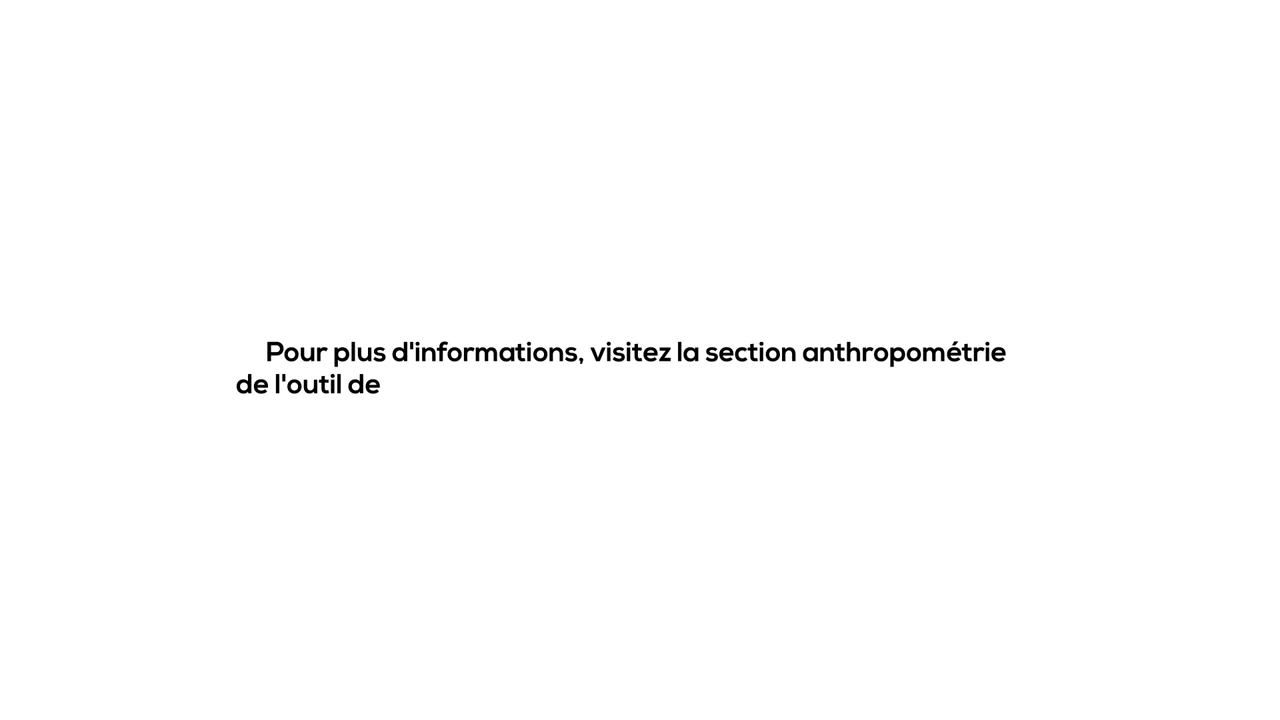 Pour plus d'informations, visitez la section anthropométrie
de l'outil de